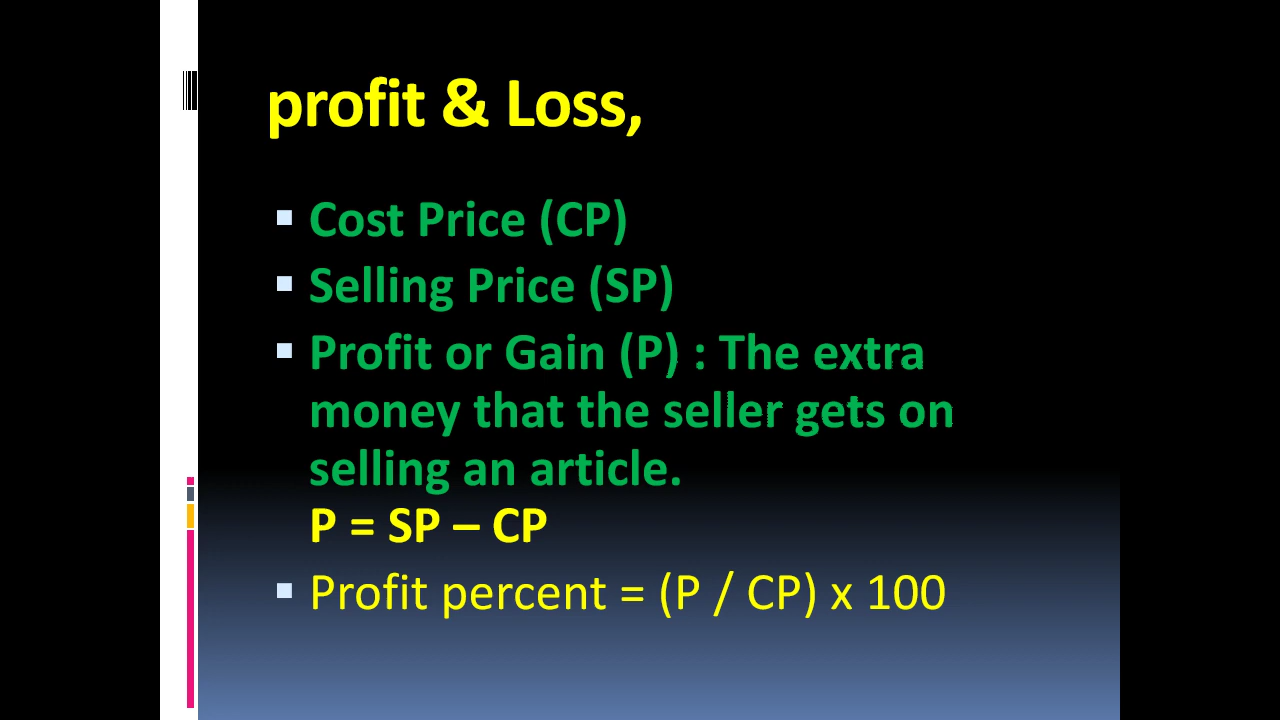 profit & Loss,
Cost Price (CP)
Selling Price (SP)
Profit or Gain (P) : The extra
money that the seller gets on
selling an article.
P = SP – CP
Profit percent = (P / CP) x 100